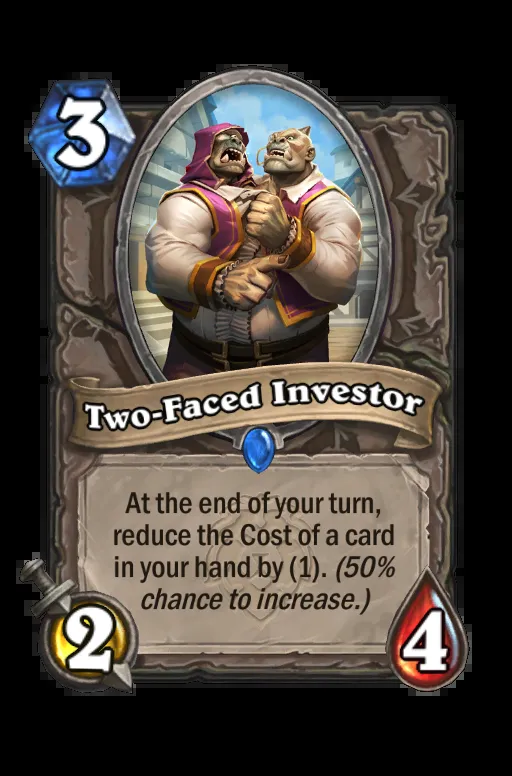 3
Two-Faced Investor
At the end of your turn,
reduce the Cost of a card
in your hand by (1). (50%
chance to increase.)
2
4